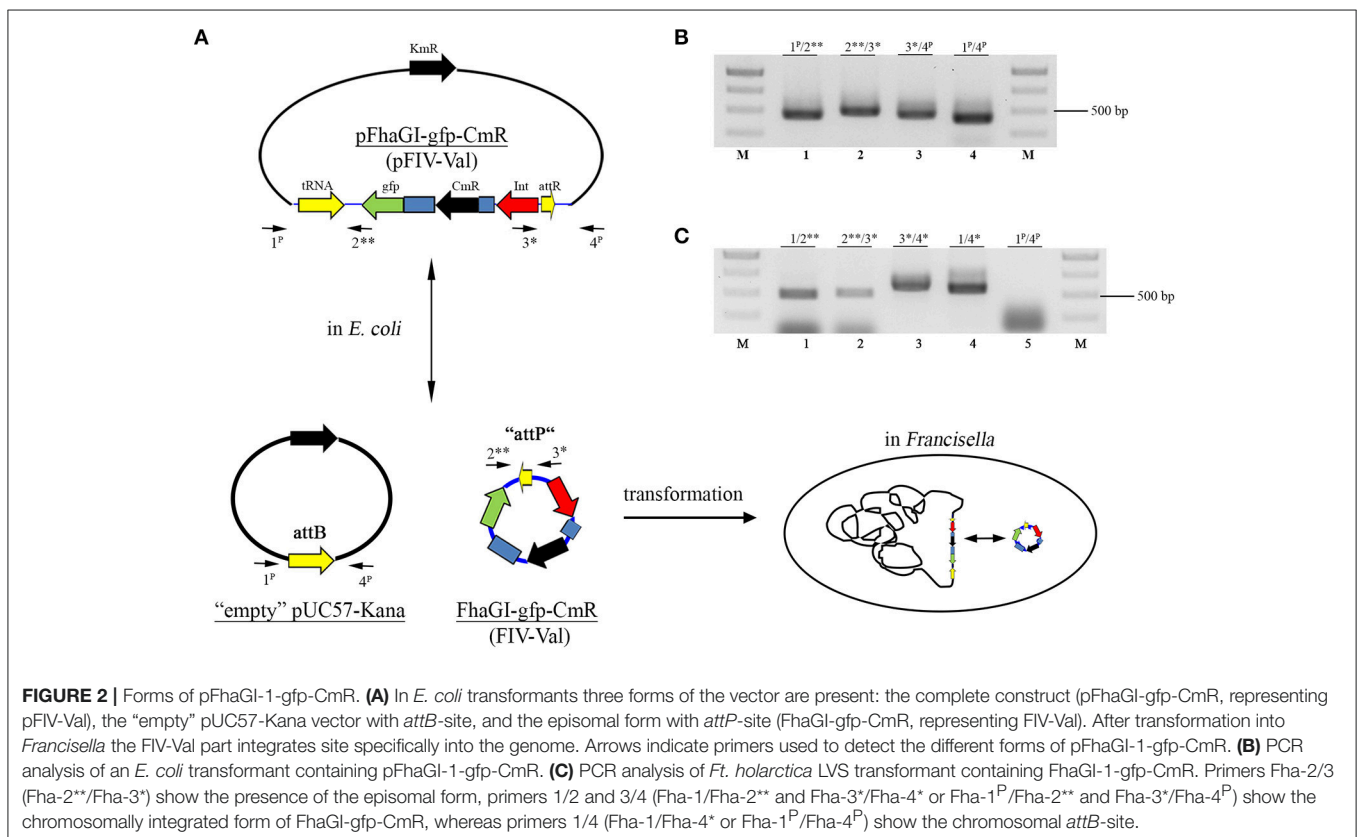 A
KmR
pFhaGI-gfp-CmR
(pFIV-Val)
tRNA gfp CmR Int attR
1ᴾ 2** 3* 4ᴾ
in E. coli
attB
1ᴾ 4ᴾ
"empty" pUC57-Kana
"attP"
2** 3*
FhaGI-gfp-CmR
(FIV-Val)
transformation
in Francisella
B
1ᴾ/2** 2**/3* 3*/4ᴾ 1ᴾ/4ᴾ
500 bp
M 1 2 3 4 M
C
1/2** 2**/3* 3*/4* 1/4* 1ᴾ/4ᴾ
500 bp
M 1 2 3 4 5 M
FIGURE 2 | Forms of pFhaGI-1-gfp-CmR. (A) In E. coli transformants three forms of the vector are present: the complete construct (pFhaGI-gfp-CmR, representing
pFIV-Val), the "empty" pUC57-Kana vector with attB-site, and the episomal form with attP-site (FhaGI-gfp-CmR, representing FIV-Val). After transformation into
Francisella the FIV-Val part integrates site specifically into the genome. Arrows indicate primers used to detect the different forms of pFhaGI-1-gfp-CmR. (B) PCR
analysis of an E. coli transformant containing pFhaGI-1-gfp-CmR. (C) PCR analysis of Ft. holarctica LVS transformant containing FhaGI-1-gfp-CmR. Primers Fha-2/3
(Fha-2**/Fha-3*) show the presence of the episomal form, primers 1/2 and 3/4 (Fha-1/Fha-2** and Fha-3*/Fha-4* or Fha-1ᴾ/Fha-2** and Fha-3*/Fha-4ᴾ) show the
chromosomally integrated form of FhaGI-gfp-CmR, whereas primers 1/4 (Fha-1/Fha-4* or Fha-1ᴾ/Fha-4ᴾ) show the chromosomal attB-site.